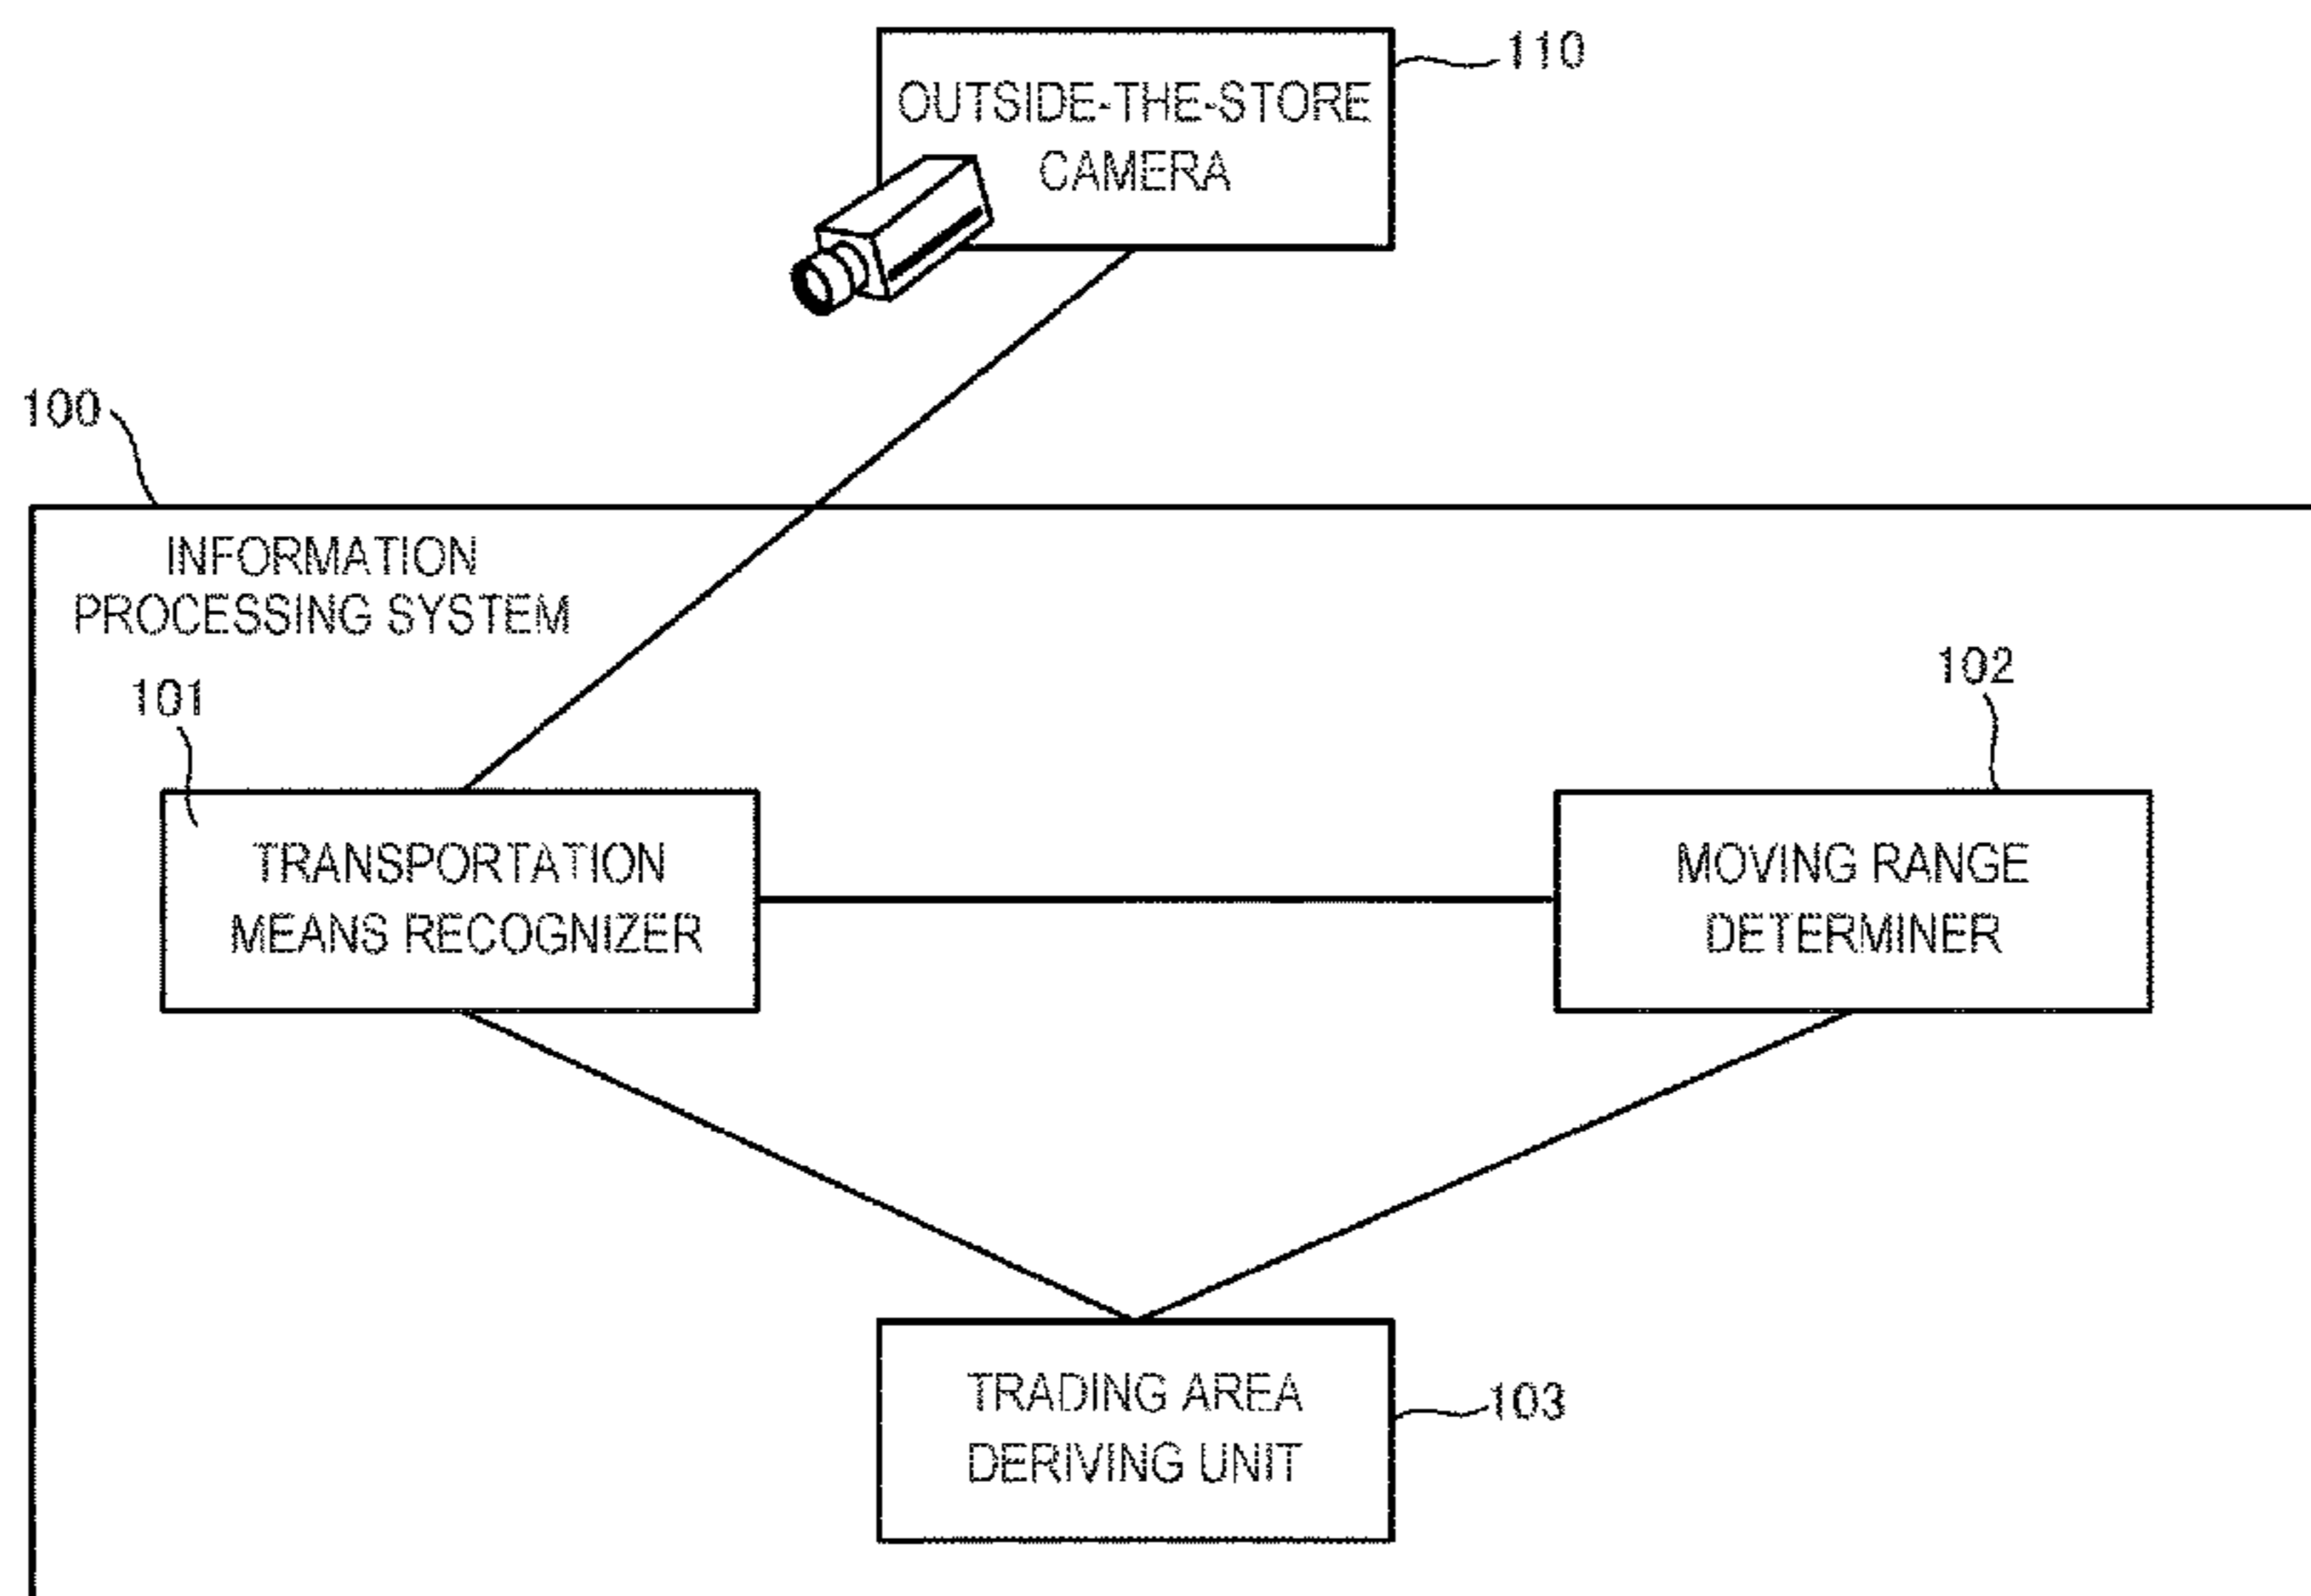 110
OUTSIDE-THE-STORE
CAMERA
100
INFORMATION
PROCESSING SYSTEM
101
102
TRANSPORTATION
MEANS RECOGNIZER
MOVING RANGE
DETERMINER
TRADING AREA
DERIVING UNIT
103